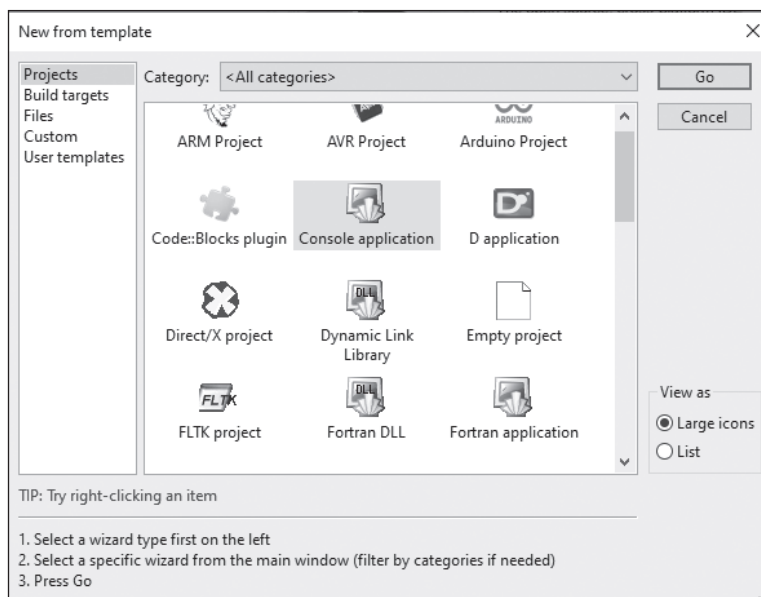 New from template
Projects
Build targets
Files
Custom
User templates
Category: <All categories>
Go
Cancel
ARDUINO
ARM Project
AVR Project
Arduino Project
Code::Blocks plugin
Console application
D application
DLL
Direct/X project
Dynamic Link
Library
Empty project
FLTK
DLL
FLTK project
Fortran DLL
Fortran application
View as
Large icons
List
TIP: Try right-clicking an item
1. Select a wizard type first on the left
2. Select a specific wizard from the main window (filter by categories if needed)
3. Press Go